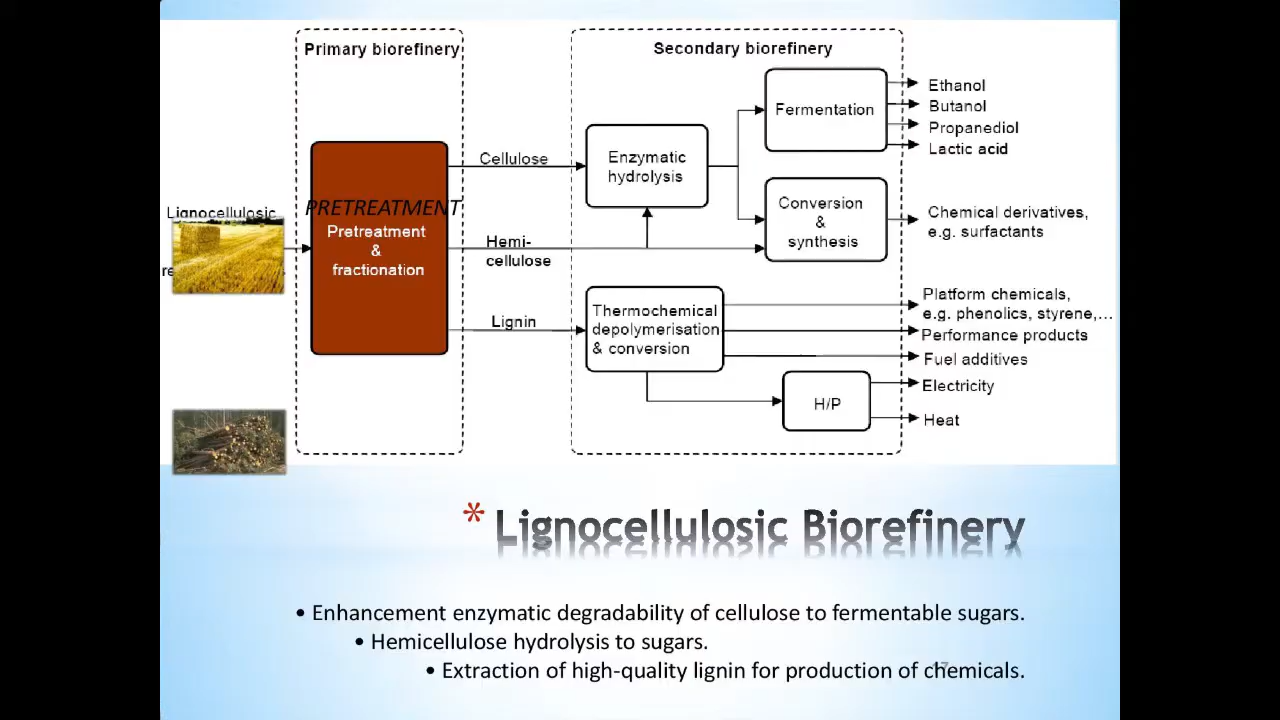 Primary biorefinery
Secondary biorefinery
Lignocellulosic
PRETREATMENT
Pretreatment
&
fractionation
Cellulose
Hemi-
cellulose
Lignin
Enzymatic
hydrolysis
Fermentation
Conversion
&
synthesis
Thermochemical
depolymerisation
& conversion
H/P
Ethanol
Butanol
Propanediol
Lactic acid
Chemical derivatives,
e.g. surfactants
Platform chemicals,
e.g. phenolics, styrene,...
Performance products
Fuel additives
Electricity
Heat
* Lignocellulosic Biorefinery
• Enhancement enzymatic degradability of cellulose to fermentable sugars.
• Hemicellulose hydrolysis to sugars.
• Extraction of high-quality lignin for production of chemicals.